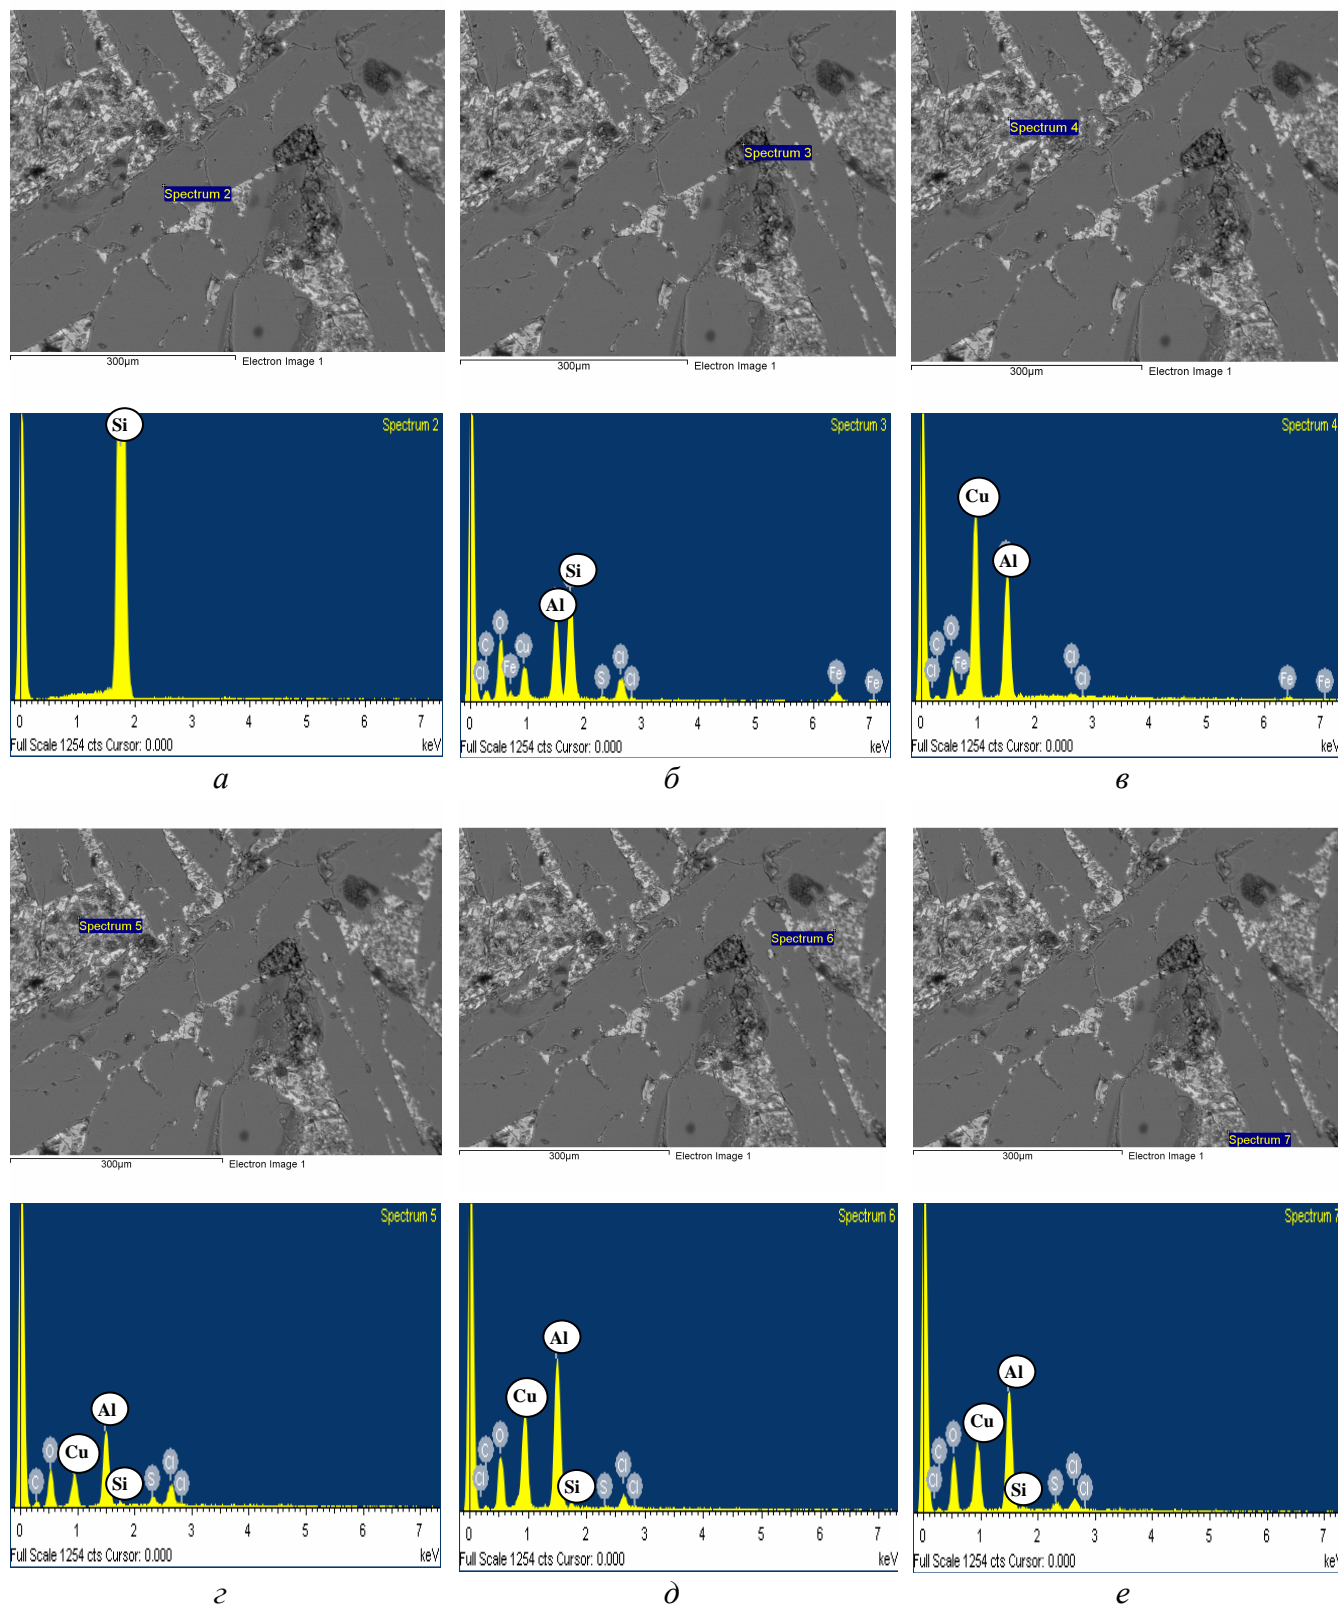 Spectrum 2
Spectrum 3
Spectrum 4
300µm Electron Image 1
300µm Electron Image 1
300µm Electron Image 1
Spectrum 2
Si
0 1 2 3 4 5 6 7
Full Scale 1254 cts Cursor: 0.000 keV
Spectrum 3
Cl C O Fe Cu Al Si S Cl Cl Fe Fe
0 1 2 3 4 5 6 7
Full Scale 1254 cts Cursor: 0.000 keV
Spectrum 4
Cl C O Fe Cu Al Cl Cl Fe Fe
0 1 2 3 4 5 6 7
Full Scale 1254 cts Cursor: 0.000 keV
а б в
Spectrum 5
Spectrum 6
Spectrum 7
300µm Electron Image 1
300µm Electron Image 1
300µm Electron Image 1
Spectrum 5
C O Cu Al Si S Cl Cl
0 1 2 3 4 5 6 7
Full Scale 1254 cts Cursor: 0.000 keV
Spectrum 6
Cl C O Cu Al Si S Cl Cl
0 1 2 3 4 5 6 7
Full Scale 1254 cts Cursor: 0.000 keV
Spectrum 7
Cl C O Cu Al Si S Cl Cl
0 1 2 3 4 5 6 7
Full Scale 1254 cts Cursor: 0.000 keV
г д е